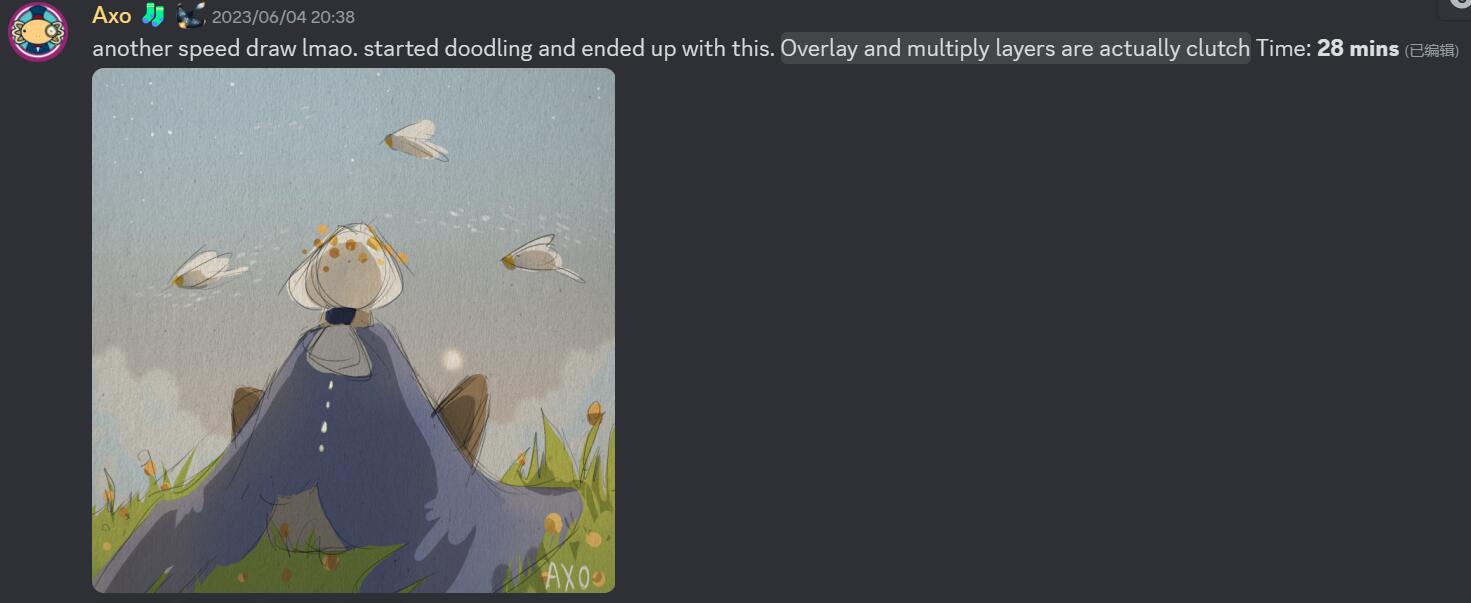 Axo 🧦 2023/06/04 20:38
another speed draw lmao. started doodling and ended up with this. Overlay and multiply layers are actually clutch Time: 28 mins (已编辑)
AXO